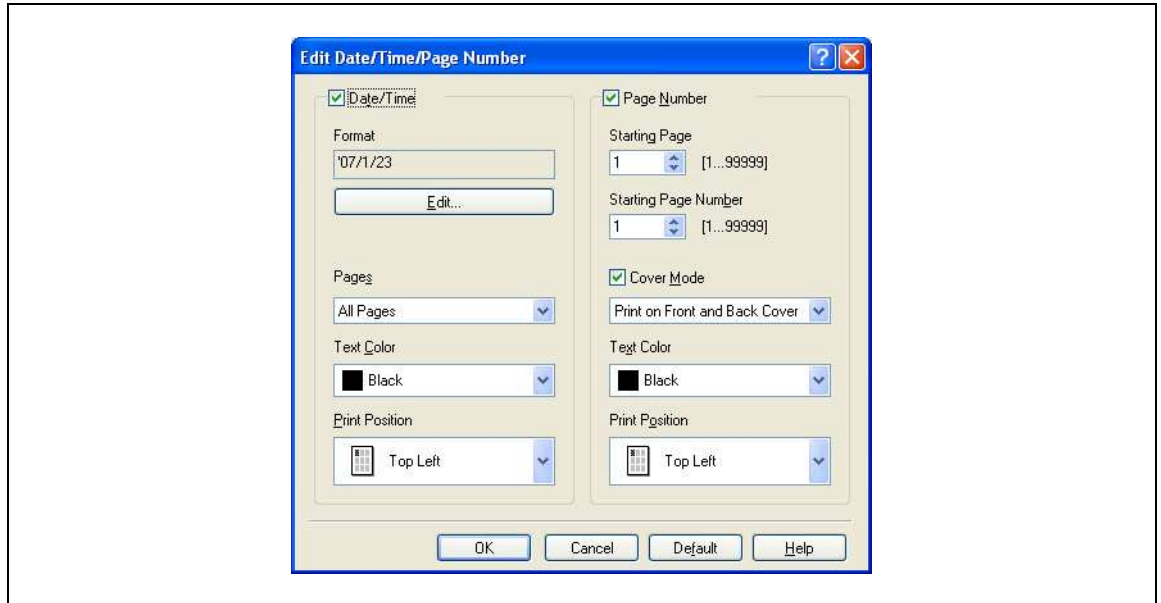 Edit Date/Time/Page Number
Date/Time
Format
'07/1/23
Edit...
Pages
All Pages
Text Color
Black
Print Position
Top Left
Page Number
Starting Page
1 [1...99999]
Starting Page Number
1 [1...99999]
Cover Mode
Print on Front and Back Cover
Text Color
Black
Print Position
Top Left
OK Cancel Default Help